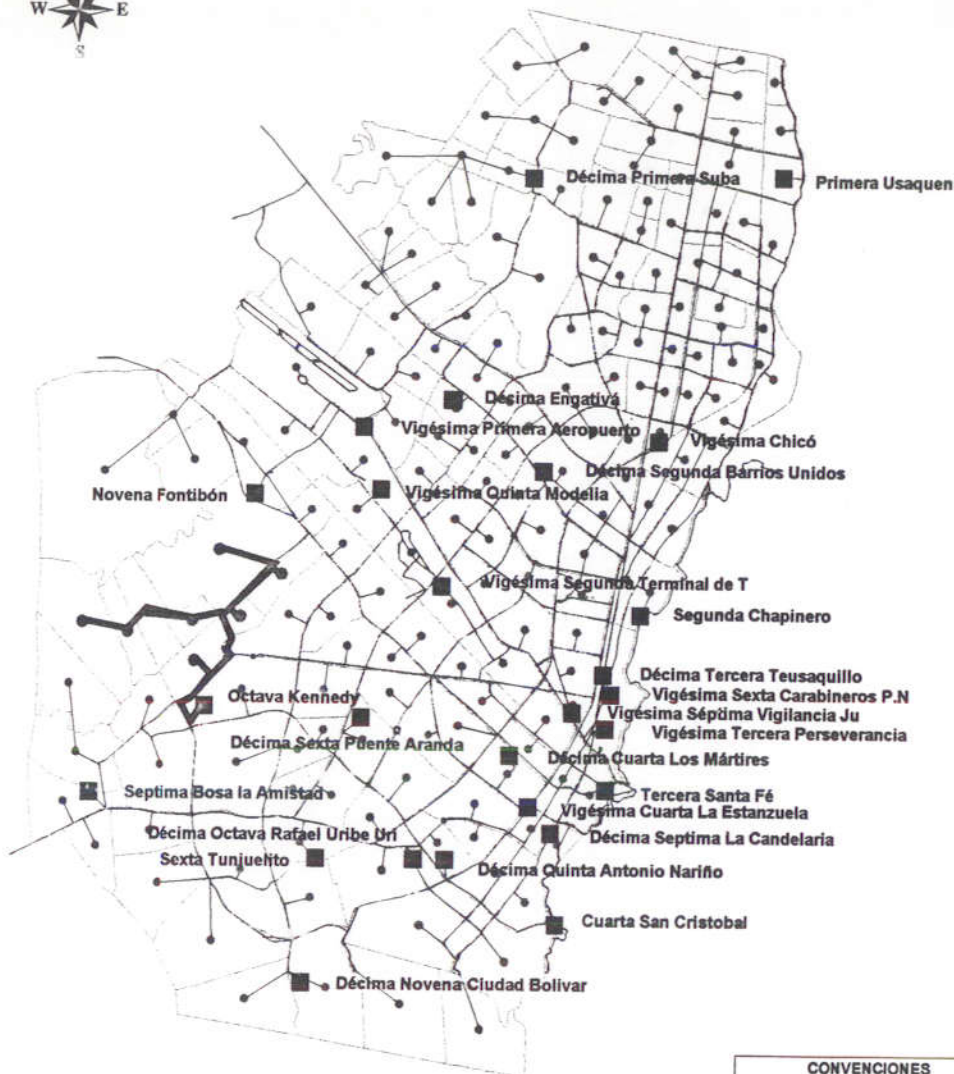 W E
S
Décima Primera Suba
Primera Usaquen
Décima Engativá
Vigésima Primera Aeropuerto
Vigésima Chicó
Décima Segunda Barrios Unidos
Novena Fontibón
Vigésima Quinta Modelia
Vigésima Segunda Terminal de T
Segunda Chapinero
Décima Tercera Teusaquillo
Octava Kennedy
Vigésima Sexta Carabineros P.N
Vigésima Séptima Vigilancia Ju
Vigésima Tercera Perseverancia
Décima Sexta Puente Aranda
Décima Cuarta Los Mártires
Septima Bosa la Amistad
Tercera Santa Fé
Vigésima Cuarta La Estanzuela
Décima Octava Rafael Uribe Uri
Décima Septima La Candelaria
Sexta Tunjuelito
Décima Quinta Antonio Nariño
Cuarta San Cristobal
Décima Novena Ciudad Bolivar
CONVENCIONES